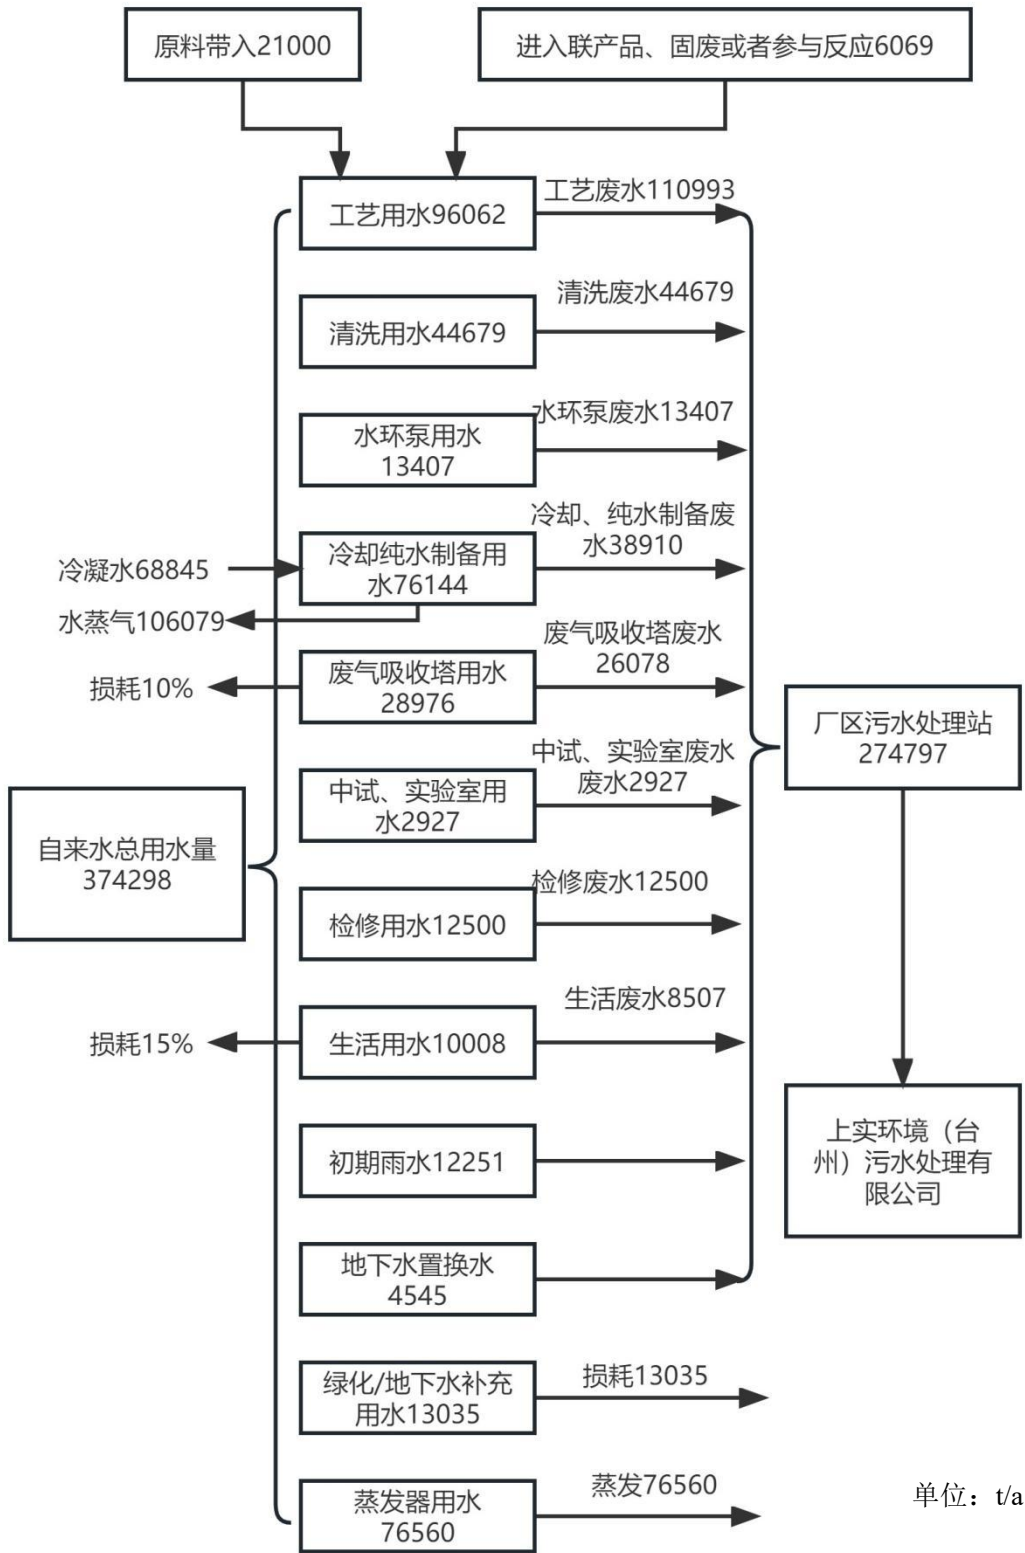 原料带入21000
进入联产品、固废或者参与反应6069
工艺用水96062
工艺废水110993
清洗用水44679
清洗废水44679
水环泵用水
13407
水环泵废水13407
冷凝水68845
水蒸气106079
冷却纯水制备用
水76144
冷却、纯水制备废
水38910
损耗10%
废气吸收塔用水
28976
废气吸收塔废水
26078
中试、实验室用
水2927
中试、实验室废水
废水2927
厂区污水处理站
274797
自来水总用水量
374298
检修用水12500
检修废水12500
损耗15%
生活用水10008
生活废水8507
初期雨水12251
上实环境（台
州）污水处理有
限公司
地下水置换水
4545
绿化/地下水补充
用水13035
损耗13035
蒸发器用水
76560
蒸发76560
单位：t/a